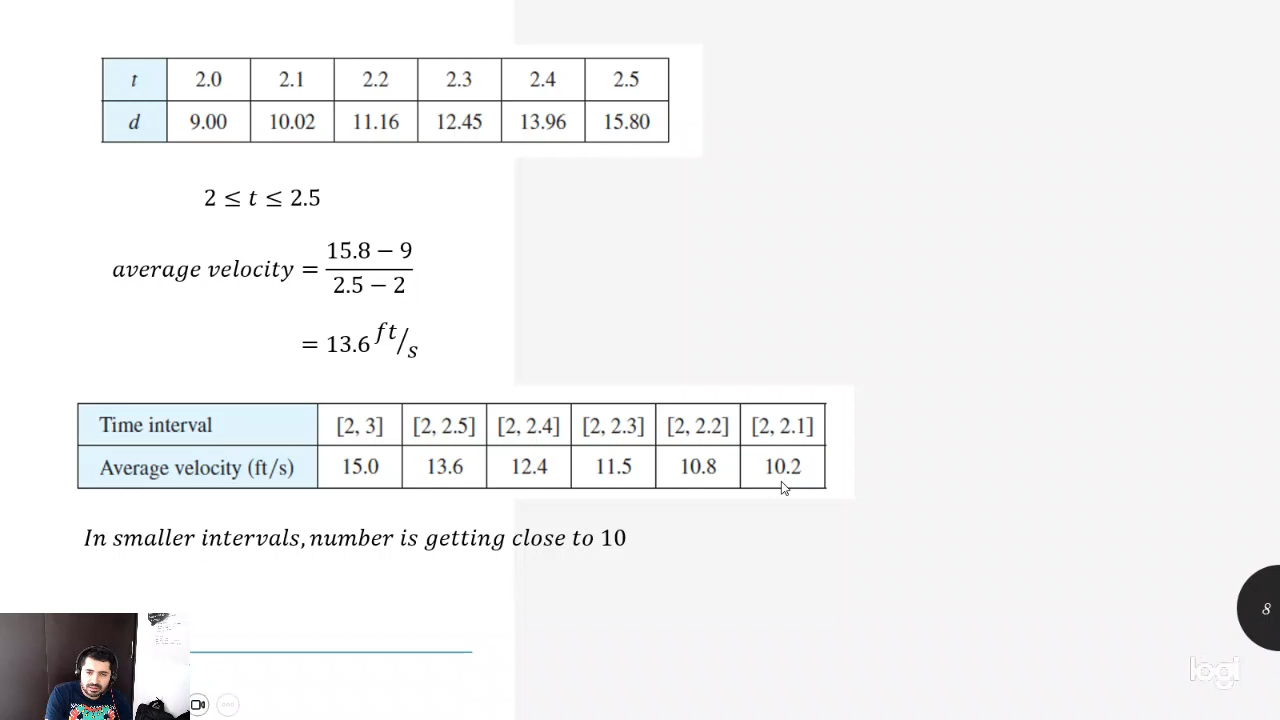 t 2.0 2.1 2.2 2.3 2.4 2.5
d 9.00 10.02 11.16 12.45 13.96 15.80
2 ≤ t ≤ 2.5
average velocity = (15.8 − 9)/(2.5 − 2)
= 13.6 ft/s
Time interval [2, 3] [2, 2.5] [2, 2.4] [2, 2.3] [2, 2.2] [2, 2.1]
Average velocity (ft/s) 15.0 13.6 12.4 11.5 10.8 10.2
In smaller intervals, number is getting close to 10
8
logi